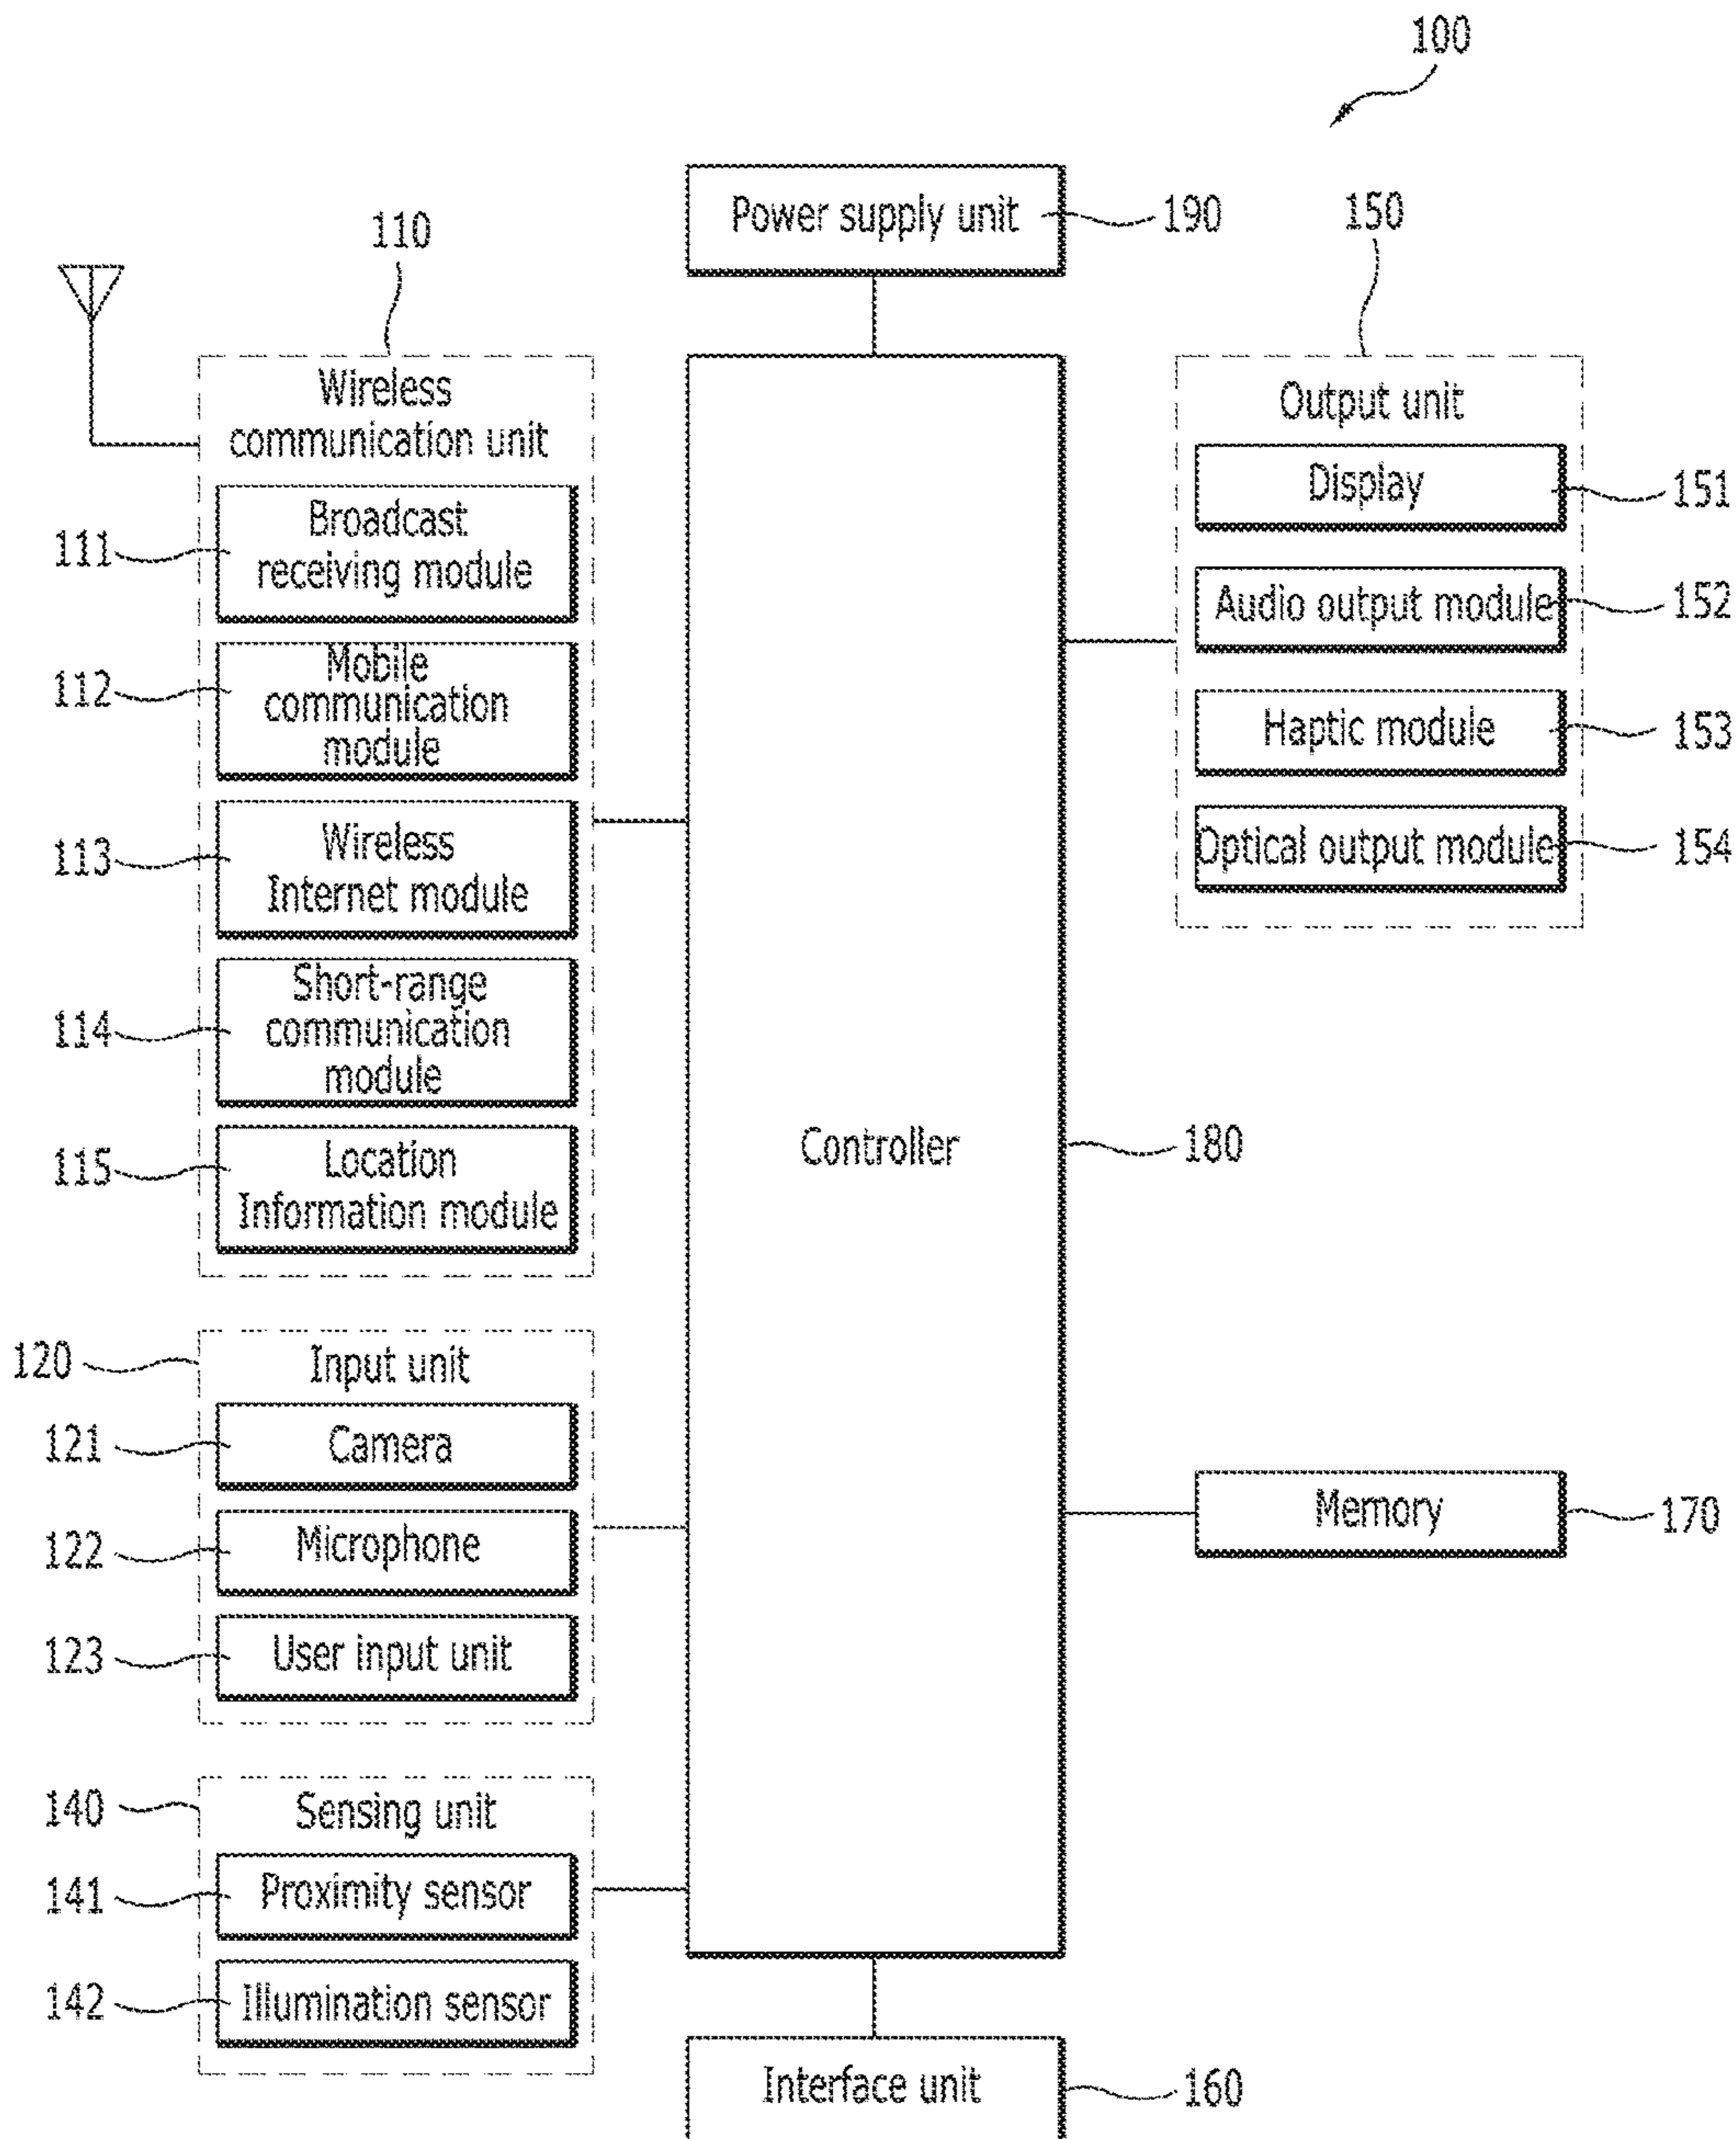 100
Power supply unit
190
150
110
Wireless
communication unit
Broadcast
receiving module
111
Mobile
communication
module
112
Wireless
Internet module
113
Short-range
communication
module
114
Location
Information module
115
120
Input unit
Camera
121
Microphone
122
User input unit
123
140
Sensing unit
Proximity sensor
141
Illumination sensor
142
Controller
180
Output unit
Display
151
Audio output module
152
Haptic module
153
Optical output module
154
Memory
170
Interface unit
160